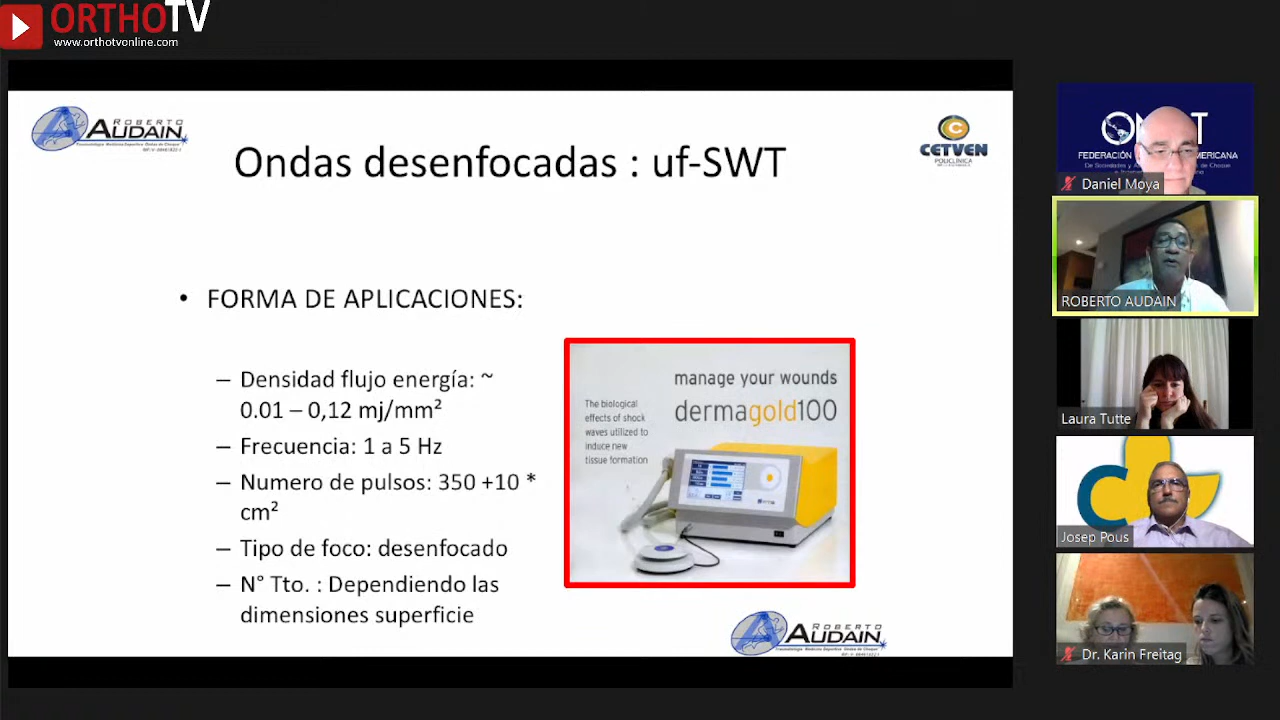 ORTHOTV
www.orthotvonline.com
ROBERTO
AUDAIN
CETVEN
POLICLÍNICA
Ondas desenfocadas : uf-SWT
• FORMA DE APLICACIONES:
– Densidad flujo energía: ~
0.01 – 0,12 mj/mm²
– Frecuencia: 1 a 5 Hz
– Numero de pulsos: 350 +10 *
cm²
– Tipo de foco: desenfocado
– N° Tto. : Dependiendo las
dimensiones superficie
manage your wounds
dermagold100
The biological
effects of shock
waves utilized to
induce new
tissue formation
ROBERTO
AUDAIN
FEDERACIÓN
Daniel Moya
ROBERTO AUDAIN
Laura Tutte
Josep Pous
Dr. Karin Freitag